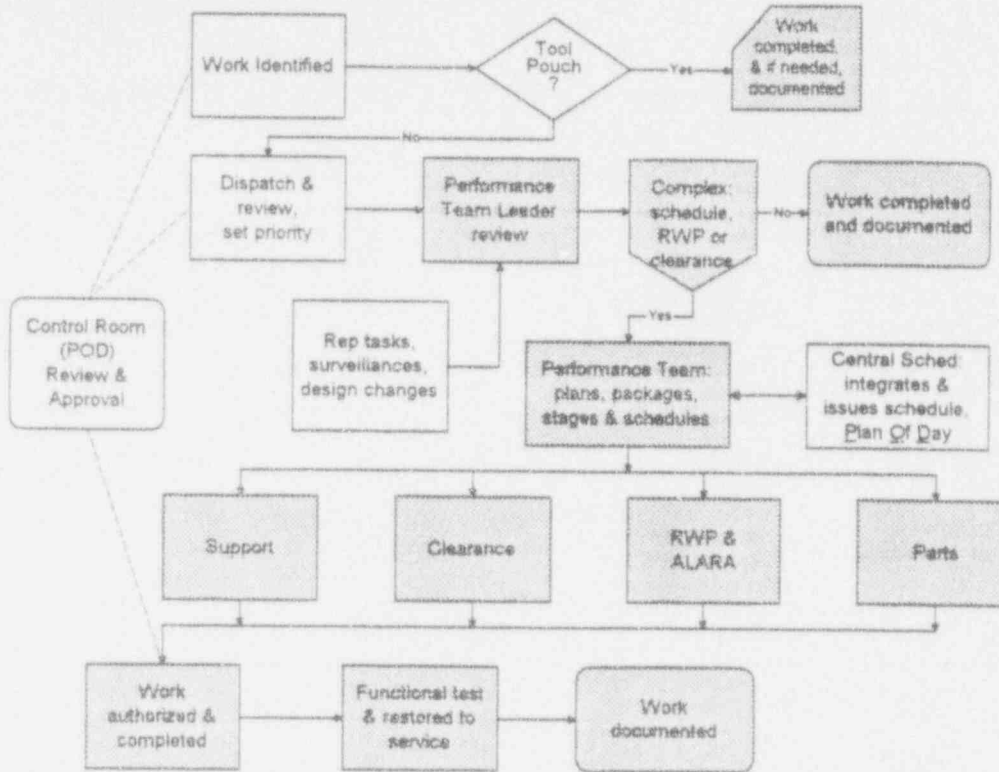 Work Identified
Tool
Pouch
?
Yes
Work
completed,
& if needed,
documented
No
Dispatch &
review,
set priority
Performance
Team Leader
review
Complex:
schedule,
RWP or
clearance
No
Work completed
and documented
Control Room
(POD)
Review &
Approval
Rep tasks,
surveillances,
design changes
Yes
Performance Team:
plans, packages,
stages & schedules
Central Sched:
integrates &
issues schedule,
Plan Of Day
Support
Clearance
RWP &
ALARA
Parts
Work
authorized &
completed
Functional test
& restored to
service
Work
documented